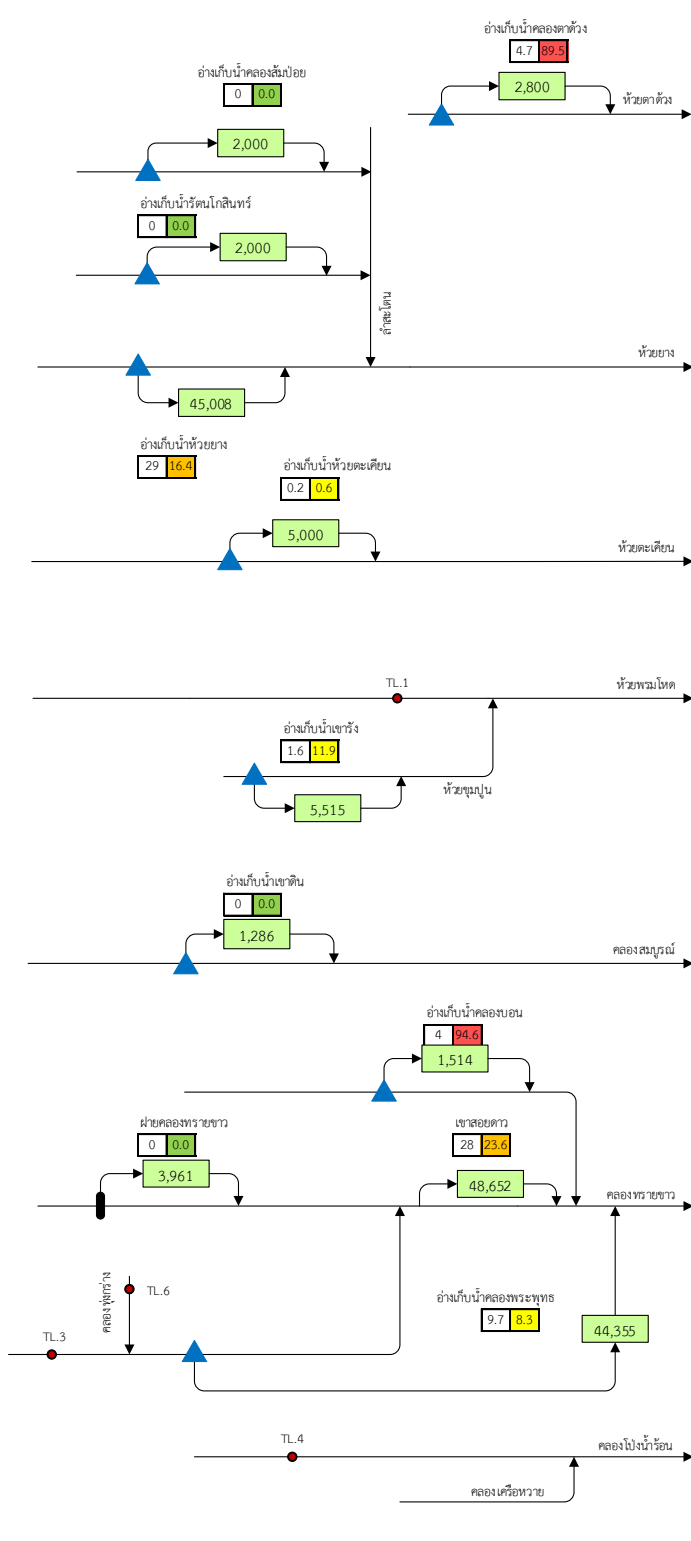 อ่างเก็บน้ำคลองตาด้วง
4.7 89.5
2,800
ห้วยตาด้วง
อ่างเก็บน้ำคลองส้มป่อย
0 0.0
2,000
อ่างเก็บน้ำรัตนโกสินทร์
0 0.0
2,000
ลำสะโตน
ห้วยยาง
45,008
อ่างเก็บน้ำห้วยยาง
29 16.4
อ่างเก็บน้ำห้วยตะเคียน
0.2 0.6
5,000
ห้วยตะเคียน
TL.1
ห้วยพรมโหด
อ่างเก็บน้ำเขารัง
1.6 11.9
ห้วยชุมปูน
5,515
อ่างเก็บน้ำเขาดิน
0 0.0
1,286
คลองสมบูรณ์
อ่างเก็บน้ำคลองบอน
4 94.6
1,514
ฝายคลองทรายขาว
0 0.0
3,961
เขาสอยดาว
28 23.6
48,652
คลองทรายขาว
คลองทุ่งกร่าง
TL.6
อ่างเก็บน้ำคลองพระพุทธ
9.7 8.3
44,355
TL.3
TL.4
คลองโป่งน้ำร้อน
คลองเครือหวาย